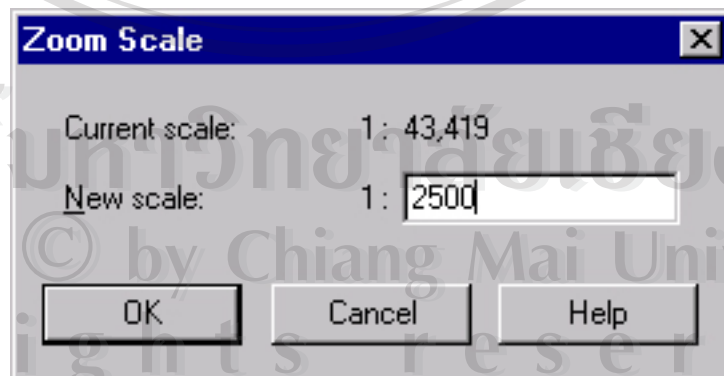 Zoom Scale
Current scale: 1: 43,419
มหาวิทยาลัยเชีย
New scale: 1: 2500
© by Chiang Mai Uni
OK Cancel Help
ights reser